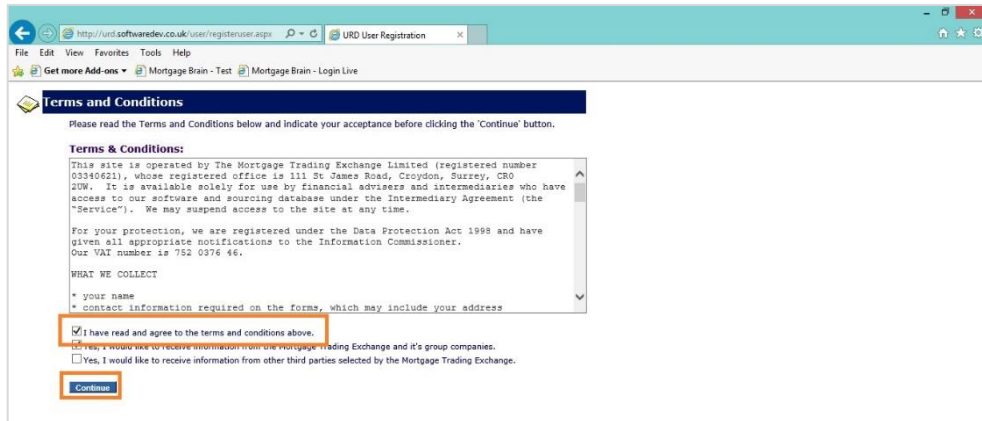 http://urd.softwaredev.co.uk/user/registeruser.aspx
URD User Registration
File Edit View Favorites Tools Help
Get more Add-ons Mortgage Brain - Test Mortgage Brain - Login Live
Terms and Conditions
Please read the Terms and Conditions below and indicate your acceptance before clicking the 'Continue' button.
Terms & Conditions:
This site is operated by The Mortgage Trading Exchange Limited (registered number
03340621), whose registered office is 111 St James Road, Croydon, Surrey, CR0
2UW. It is available solely for use by financial advisers and intermediaries who have
access to our software and sourcing database under the Intermediary Agreement (the
"Service"). We may suspend access to the site at any time.
For your protection, we are registered under the Data Protection Act 1998 and have
given all appropriate notifications to the Information Commissioner.
Our VAT number is 752 0376 46.
WHAT WE COLLECT
* your name
* contact information required on the forms, which may include your address
I have read and agree to the terms and conditions above.
Yes, I would like to receive information from the Mortgage Trading Exchange and it's group companies.
Yes, I would like to receive information from other third parties selected by the Mortgage Trading Exchange.
Continue